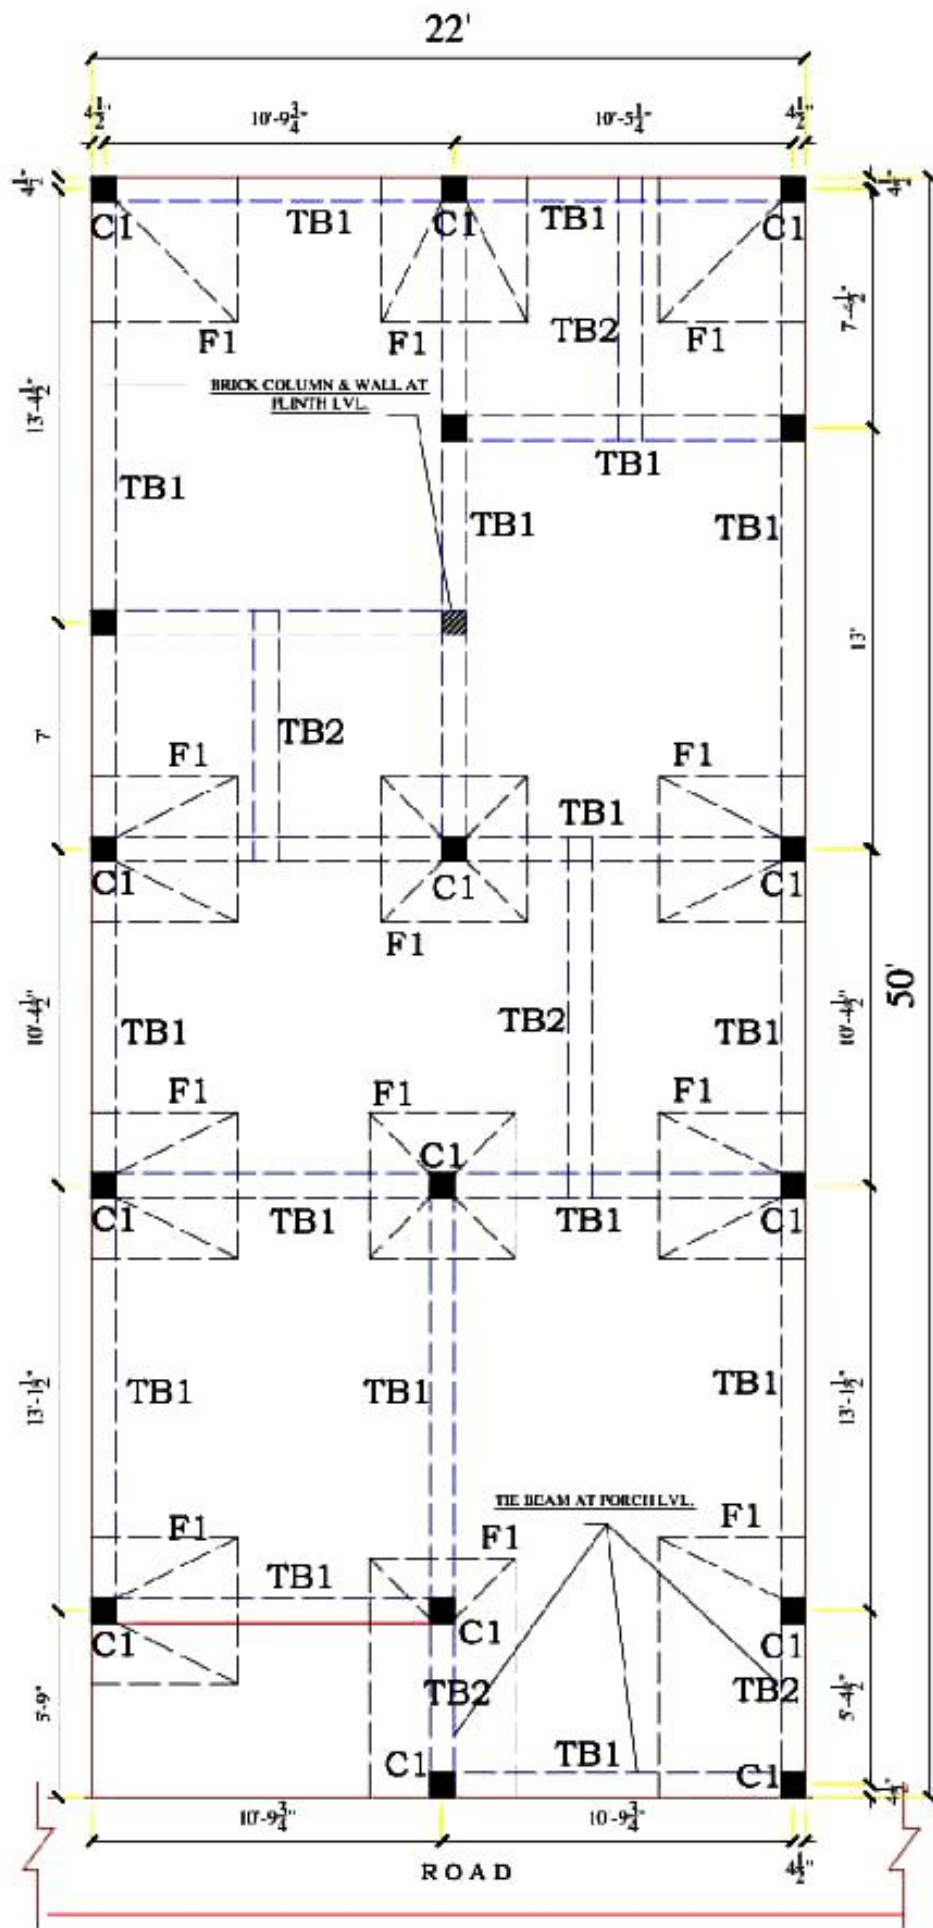 22'
4½" 10'-9¾" 10'-5¼" 4½"
4½" 4½"
C1 TB1 C1 TB1 C1
7'-4½"
F1 F1 TB2 F1
BRICK COLUMN & WALL AT
PLINTH LVL.
13'-4½"
TB1
TB1 TB1 TB1
13'
7' TB2
F1 F1
TB1
C1 C1 C1
F1
50'
10'-4½" TB1 TB2 TB1 10'-4½"
F1 F1 F1
C1
C1 TB1 TB1 C1
13'-1½" TB1 TB1 TB1 13'-1½"
TIE BEAM AT PORCH LVL.
F1 F1 F1
TB1
C1 C1 C1
5'-9" TB2 TB2 5'-4½"
C1 TB1 C1 4½"
10'-9¾" 10'-9¾"
ROAD 4½"